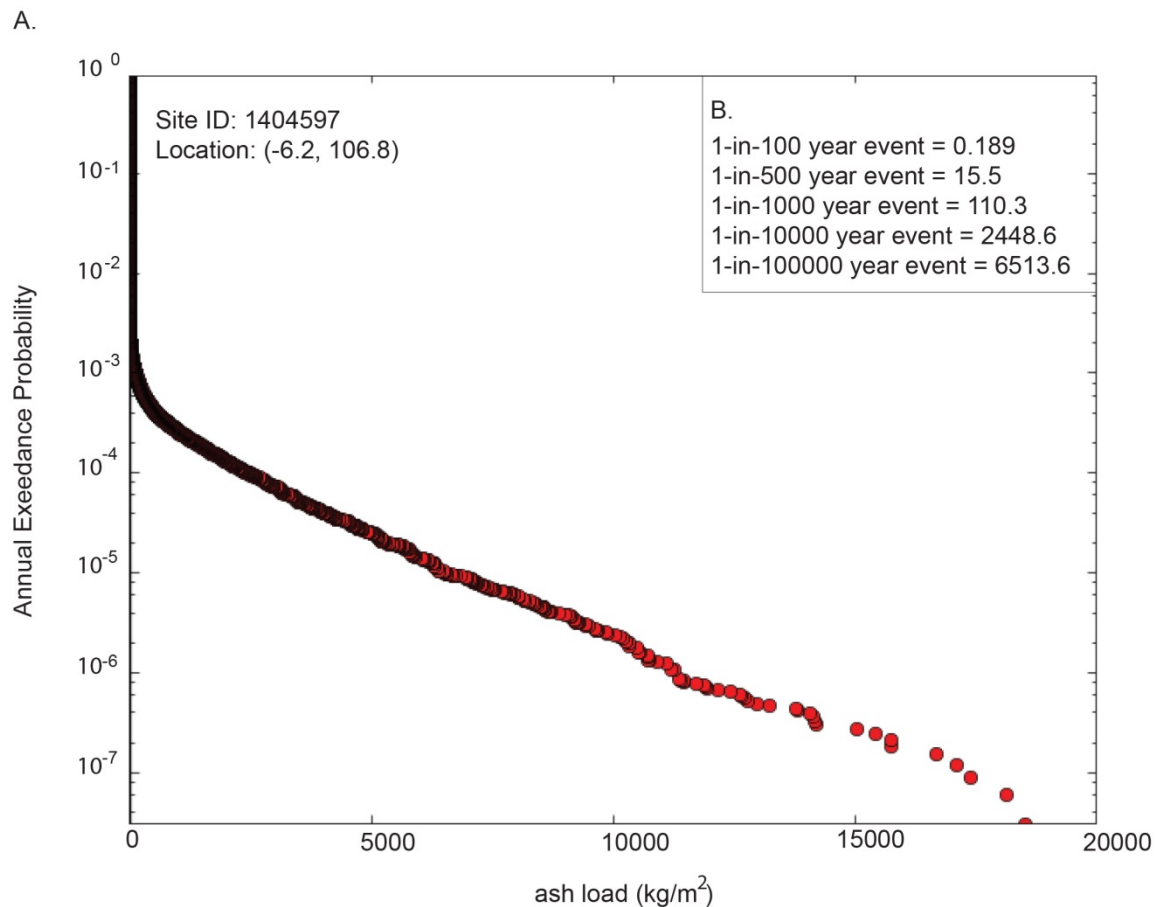 A.
10^0
Site ID: 1404597
Location: (-6.2, 106.8)
B.
1-in-100 year event = 0.189
1-in-500 year event = 15.5
1-in-1000 year event = 110.3
1-in-10000 year event = 2448.6
1-in-100000 year event = 6513.6
10^-1
10^-2
10^-3
10^-4
10^-5
10^-6
10^-7
Annual Exeedance Probability
0 5000 10000 15000 20000
ash load (kg/m^2)